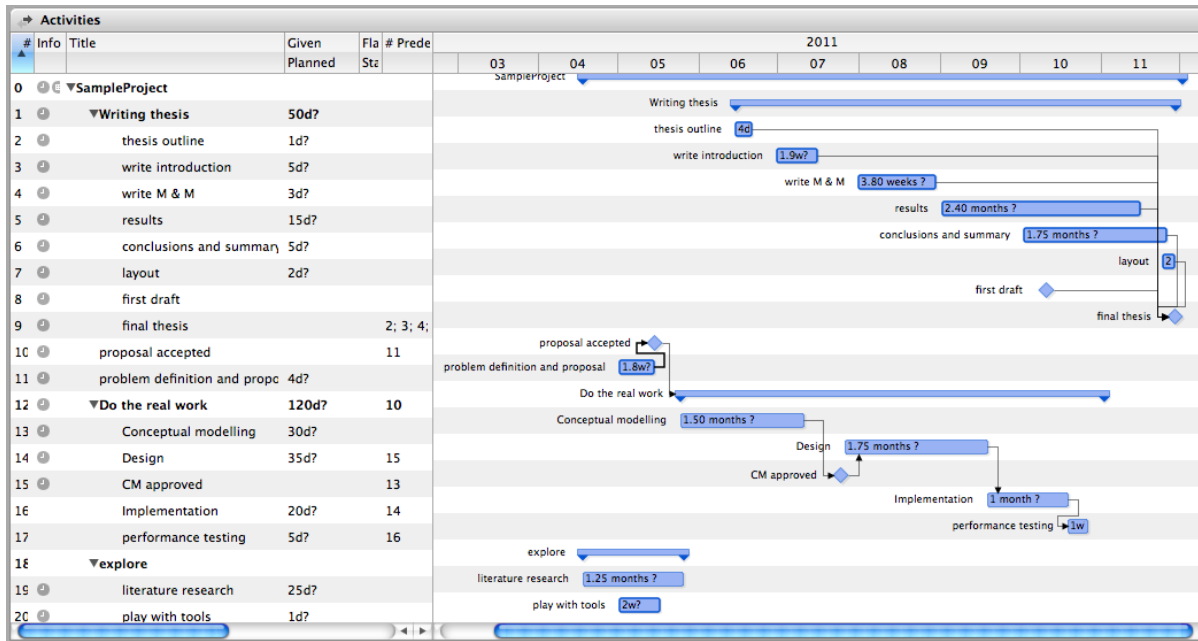 Activities
# Info Title Given Fla # Prede
Planned Sta
2011
03 04 05 06 07 08 09 10 11
0 ▼SampleProject
SampleProject
1 ▼Writing thesis 50d?
Writing thesis
2 thesis outline 1d?
thesis outline 4d
3 write introduction 5d?
write introduction 1.9w?
4 write M & M 3d?
write M & M 3.80 weeks ?
5 results 15d?
results 2.40 months ?
6 conclusions and summary 5d?
conclusions and summary 1.75 months ?
7 layout 2d?
layout 2
8 first draft
first draft
9 final thesis 2; 3; 4;
final thesis
10 proposal accepted 11
proposal accepted
11 problem definition and propo 4d?
problem definition and proposal 1.8w?
12 ▼Do the real work 120d? 10
Do the real work
13 Conceptual modelling 30d?
Conceptual modelling 1.50 months ?
14 Design 35d? 15
Design 1.75 months ?
15 CM approved 13
CM approved
16 Implementation 20d? 14
Implementation 1 month ?
17 performance testing 5d? 16
performance testing 1w
18 ▼explore
explore
19 literature research 25d?
literature research 1.25 months ?
20 play with tools 1d?
play with tools 2w?